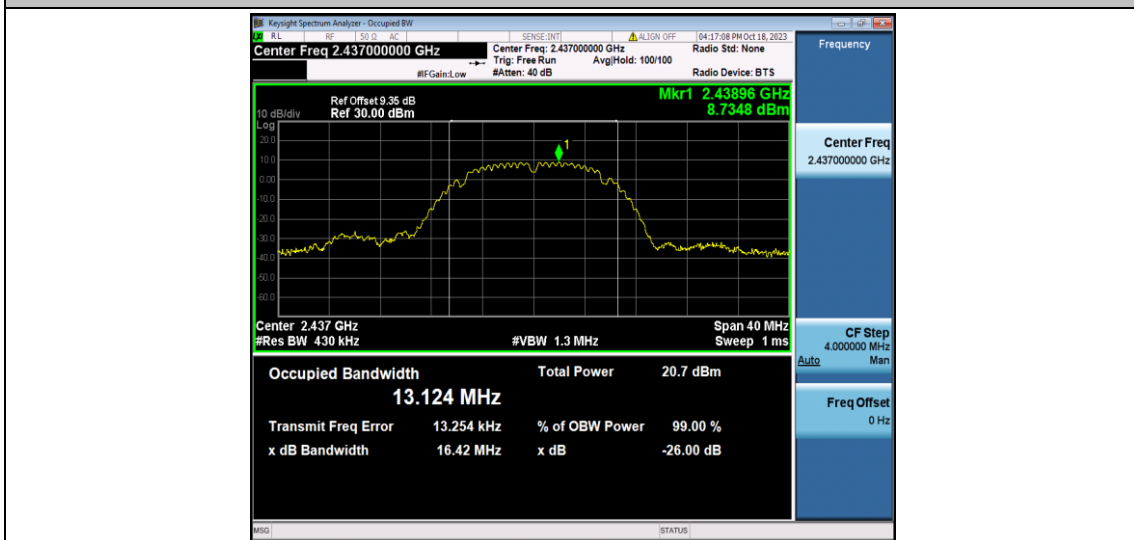 Keysight Spectrum Analyzer - Occupied BW
RL RF 50 Ω AC SENSE:INT ALIGN OFF 04:17:08 PM Oct 18, 2023
Center Freq 2.437000000 GHz
Center Freq: 2.437000000 GHz
Radio Std: None
Trig: Free Run Avg|Hold: 100/100
#IFGain:Low #Atten: 40 dB Radio Device: BTS
Frequency
Mkr1 2.43896 GHz
8.7348 dBm
Ref Offset 9.35 dB
10 dB/div Ref 30.00 dBm
Log
20.0
10.0
0.00
-10.0
-20.0
-30.0
-40.0
-50.0
-60.0
1
Center 2.437 GHz Span 40 MHz
#Res BW 430 kHz #VBW 1.3 MHz Sweep 1 ms
Center Freq
2.437000000 GHz
CF Step
4.000000 MHz
Auto Man
Freq Offset
0 Hz
Occupied Bandwidth Total Power 20.7 dBm
13.124 MHz
Transmit Freq Error 13.254 kHz % of OBW Power 99.00 %
x dB Bandwidth 16.42 MHz x dB -26.00 dB
MSG STATUS